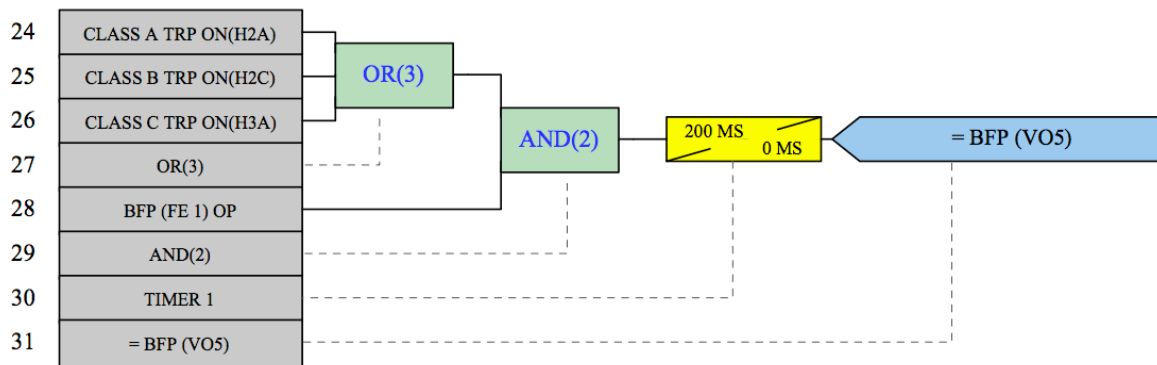 24 CLASS A TRP ON(H2A)
25 CLASS B TRP ON(H2C)
26 CLASS C TRP ON(H3A)
27 OR(3)
28 BFP (FE 1) OP
29 AND(2)
30 TIMER 1
31 = BFP (VO5)
OR(3)
AND(2)
200 MS
0 MS
= BFP (VO5)